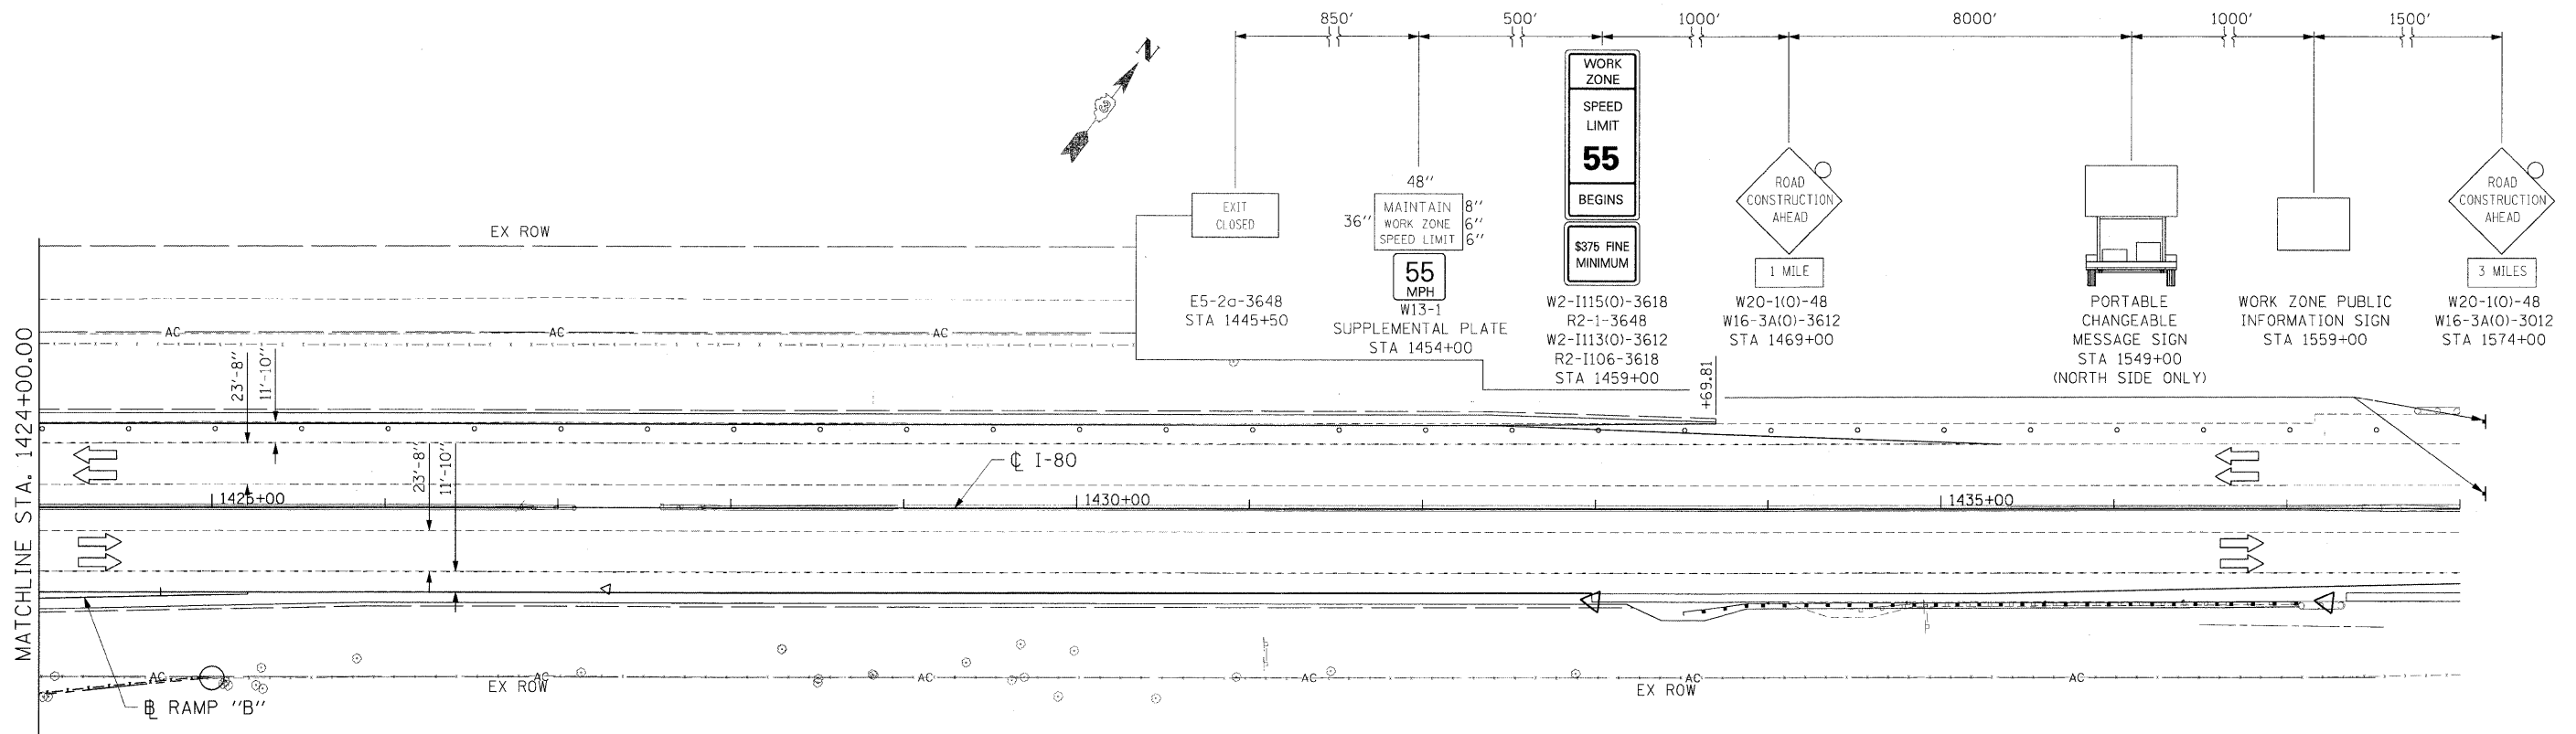 850' 500' 1000' 8000' 1000' 1500'
N
3
WORK
ZONE
SPEED
LIMIT
55
BEGINS
$375 FINE
MINIMUM
EXIT
CLOSED
E5-2a-3648
STA 1445+50
48"
36"
MAINTAIN 8"
WORK ZONE 6"
SPEED LIMIT 6"
55
MPH
W13-1
SUPPLEMENTAL PLATE
STA 1454+00
W2-I115(O)-3618
R2-1-3648
W2-I113(O)-3612
R2-I106-3618
STA 1459+00
ROAD
CONSTRUCTION
AHEAD
1 MILE
W20-1(O)-48
W16-3A(O)-3612
STA 1469+00
PORTABLE
CHANGEABLE
MESSAGE SIGN
STA 1549+00
(NORTH SIDE ONLY)
WORK ZONE PUBLIC
INFORMATION SIGN
STA 1559+00
ROAD
CONSTRUCTION
AHEAD
3 MILES
W20-1(O)-48
W16-3A(O)-3012
STA 1574+00
EX ROW
AC AC AC
MATCHLINE STA. 1424+00.00
23'-8"
11'-10"
+69.81
23'-8"
11'-10"
℄ I-80
1425+00 1430+00 1435+00
AC AC AC AC AC AC
EX ROW EX ROW
BL RAMP "B"